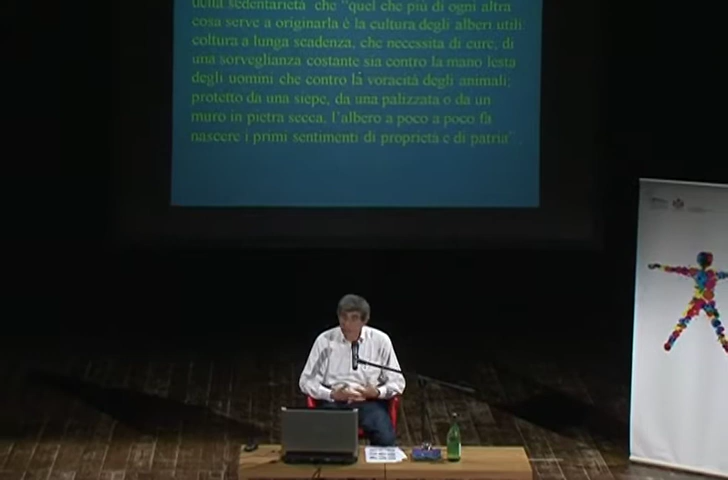 della sedentarietà che "quel che più di ogni altra
cosa serve a originarla è la cultura degli alberi utili
coltura a lunga scadenza, che necessita di cure, di
una sorveglianza costante sia contro la mano lesta
degli uomini che contro la voracità degli animali;
protetto da una siepe, da una palizzata o da un
muro in pietra secca, l'albero a poco a poco fa
nascere i primi sentimenti di proprietà e di patria".